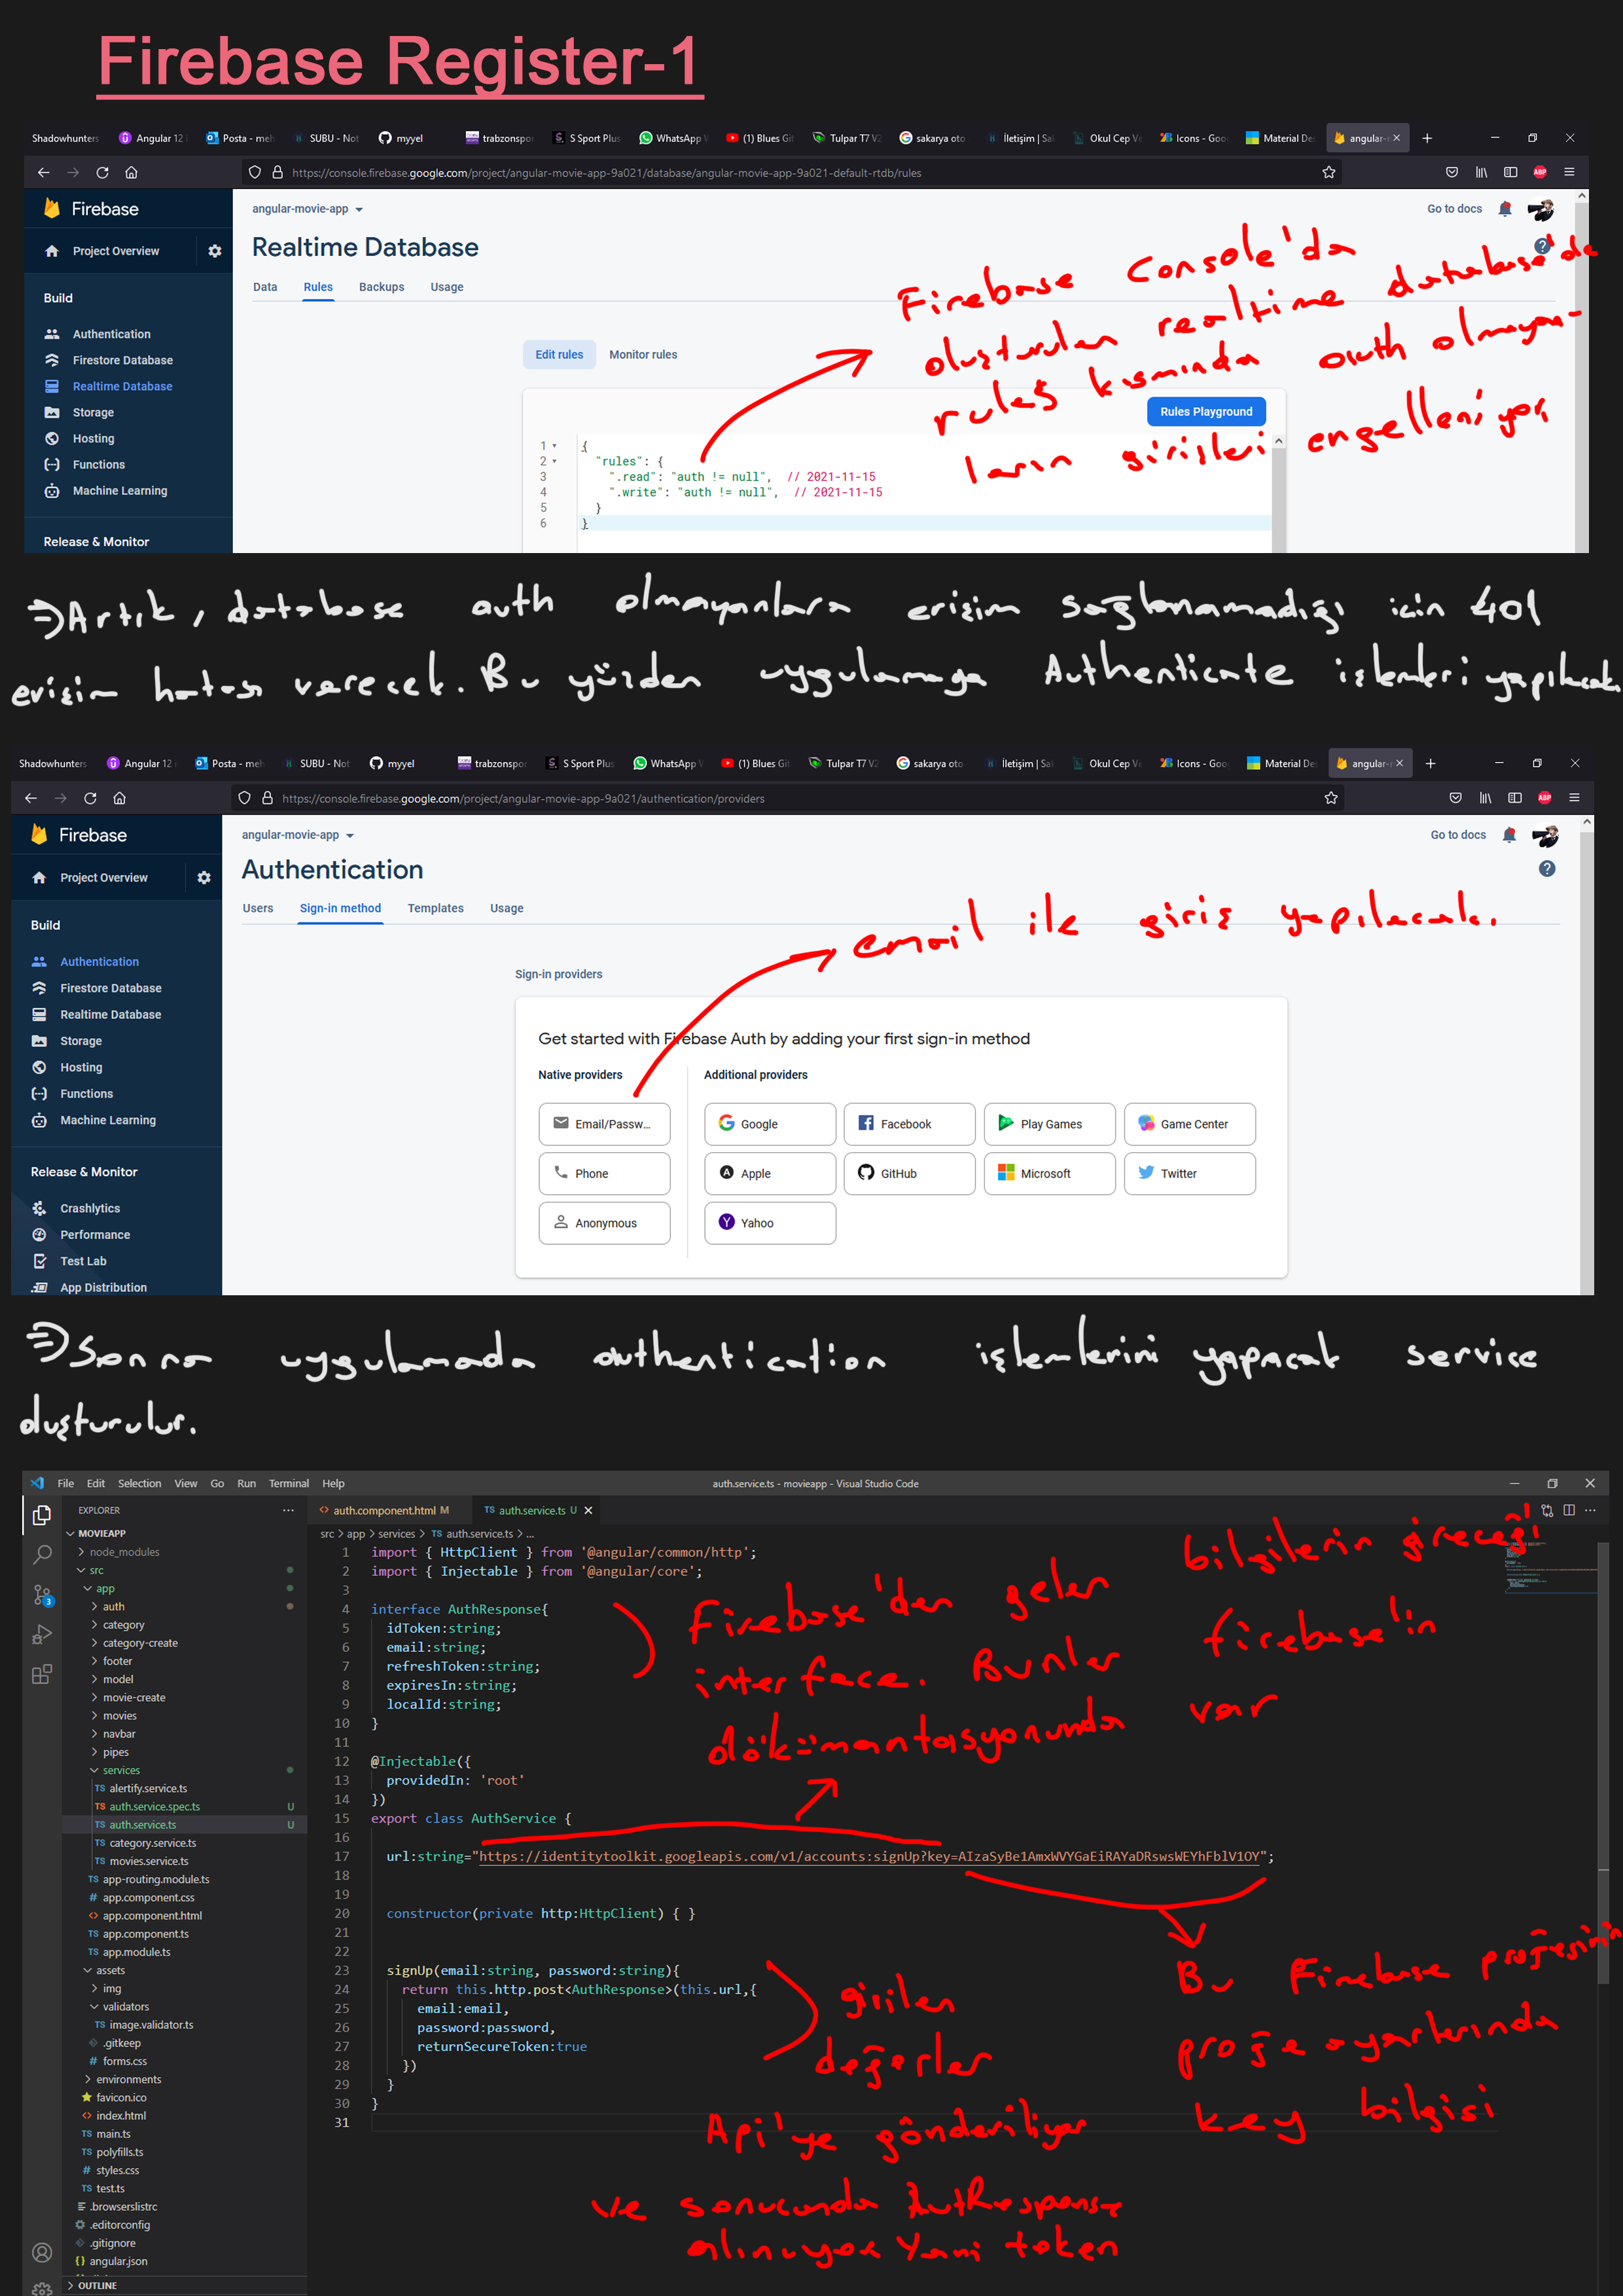 Firebase Register-1
Shadowhunters Angular 12 i Posta - meh SUBU - Not myyel trabzonspor S Sport Plus WhatsApp V (1) Blues Git Tulpar T7 V2 sakarya oto İletişim | Sak Okul Cep Ve Icons - Goo Material De angular-r
https://console.firebase.google.com/project/angular-movie-app-9a021/database/angular-movie-app-9a021-default-rtdb/rules
Firebase
angular-movie-app
Go to docs
Project Overview
Realtime Database
Data Rules Backups Usage
Build
Authentication
Firestore Database
Realtime Database
Storage
Hosting
Functions
Machine Learning
Release & Monitor
Edit rules Monitor rules
Rules Playground
1 {
2 "rules": {
3 ".read": "auth != null", // 2021-11-15
4 ".write": "auth != null", // 2021-11-15
5 }
6 }
Firebase Console'da
oluşturulan realtime database'de
rules kısmında auth olmayan-
ların girişleri engelleniyor
⇒ Artık, database auth olmayanlara erişim sağlanamadığı için 401
erişim hatası verecek. Bu yüzden uygulamaya Authenticate işlemleri yapılacak.
Shadowhunters Angular 12 i Posta - meh SUBU - Not myyel trabzonspo S Sport Plus WhatsApp V (1) Blues Git Tulpar T7 V2 sakarya oto İletişim | Sak Okul Cep Ve Icons - Goo Material De angular-r
https://console.firebase.google.com/project/angular-movie-app-9a021/authentication/providers
Firebase
angular-movie-app
Go to docs
Project Overview
Authentication
Users Sign-in method Templates Usage
Build
Authentication
Firestore Database
Realtime Database
Storage
Hosting
Functions
Machine Learning
Release & Monitor
Crashlytics
Performance
Test Lab
App Distribution
email ile giriş yapılacak.
Sign-in providers
Get started with Firebase Auth by adding your first sign-in method
Native providers Additional providers
Email/Passw... Google Facebook Play Games Game Center
Phone Apple GitHub Microsoft Twitter
Anonymous Yahoo
⇒ Sonra uygulamada authentication işlemlerini yapacak service
oluşturulur.
File Edit Selection View Go Run Terminal Help
auth.service.ts - movieapp - Visual Studio Code
EXPLORER
MOVIEAPP
node_modules
src
app
auth
category
category-create
footer
model
movie-create
movies
navbar
pipes
services
TS alertify.service.ts
TS auth.service.spec.ts U
TS auth.service.ts U
TS category.service.ts
TS movies.service.ts
TS app-routing.module.ts
# app.component.css
<> app.component.html
TS app.component.ts
TS app.module.ts
assets
img
validators
TS image.validator.ts
.gitkeep
# forms.css
environments
favicon.ico
<> index.html
TS main.ts
TS polyfills.ts
# styles.css
TS test.ts
.browserslistrc
.editorconfig
.gitignore
{} angular.json
OUTLINE
<> auth.component.html M TS auth.service.ts U
src > app > services > TS auth.service.ts > ...
1 import { HttpClient } from '@angular/common/http';
2 import { Injectable } from '@angular/core';
3
4 interface AuthResponse{
5 idToken:string;
6 email:string;
7 refreshToken:string;
8 expiresIn:string;
9 localId:string;
10 }
11
12 @Injectable({
13 providedIn: 'root'
14 })
15 export class AuthService {
16
17 url:string="https://identitytoolkit.googleapis.com/v1/accounts:signUp?key=AIzaSyBe1AmxWVYGaEiRAYaDRswsWEYhFblV1OY";
18
19
20 constructor(private http:HttpClient) { }
21
22
23 signUp(email:string, password:string){
24 return this.http.post<AuthResponse>(this.url,{
25 email:email,
26 password:password,
27 returnSecureToken:true
28 })
29 }
30 }
31
Firebase'den gelen bilgilerin gireceği
interface. Bunlar firebase'in
dökümantasyonunda var
Bu Firebase projesinin
proje ayarlarında
key bilgisi
girilen
değerler
Api'ye gönderiliyor
ve sonucunda AuthResponse
alınıyor Yani token